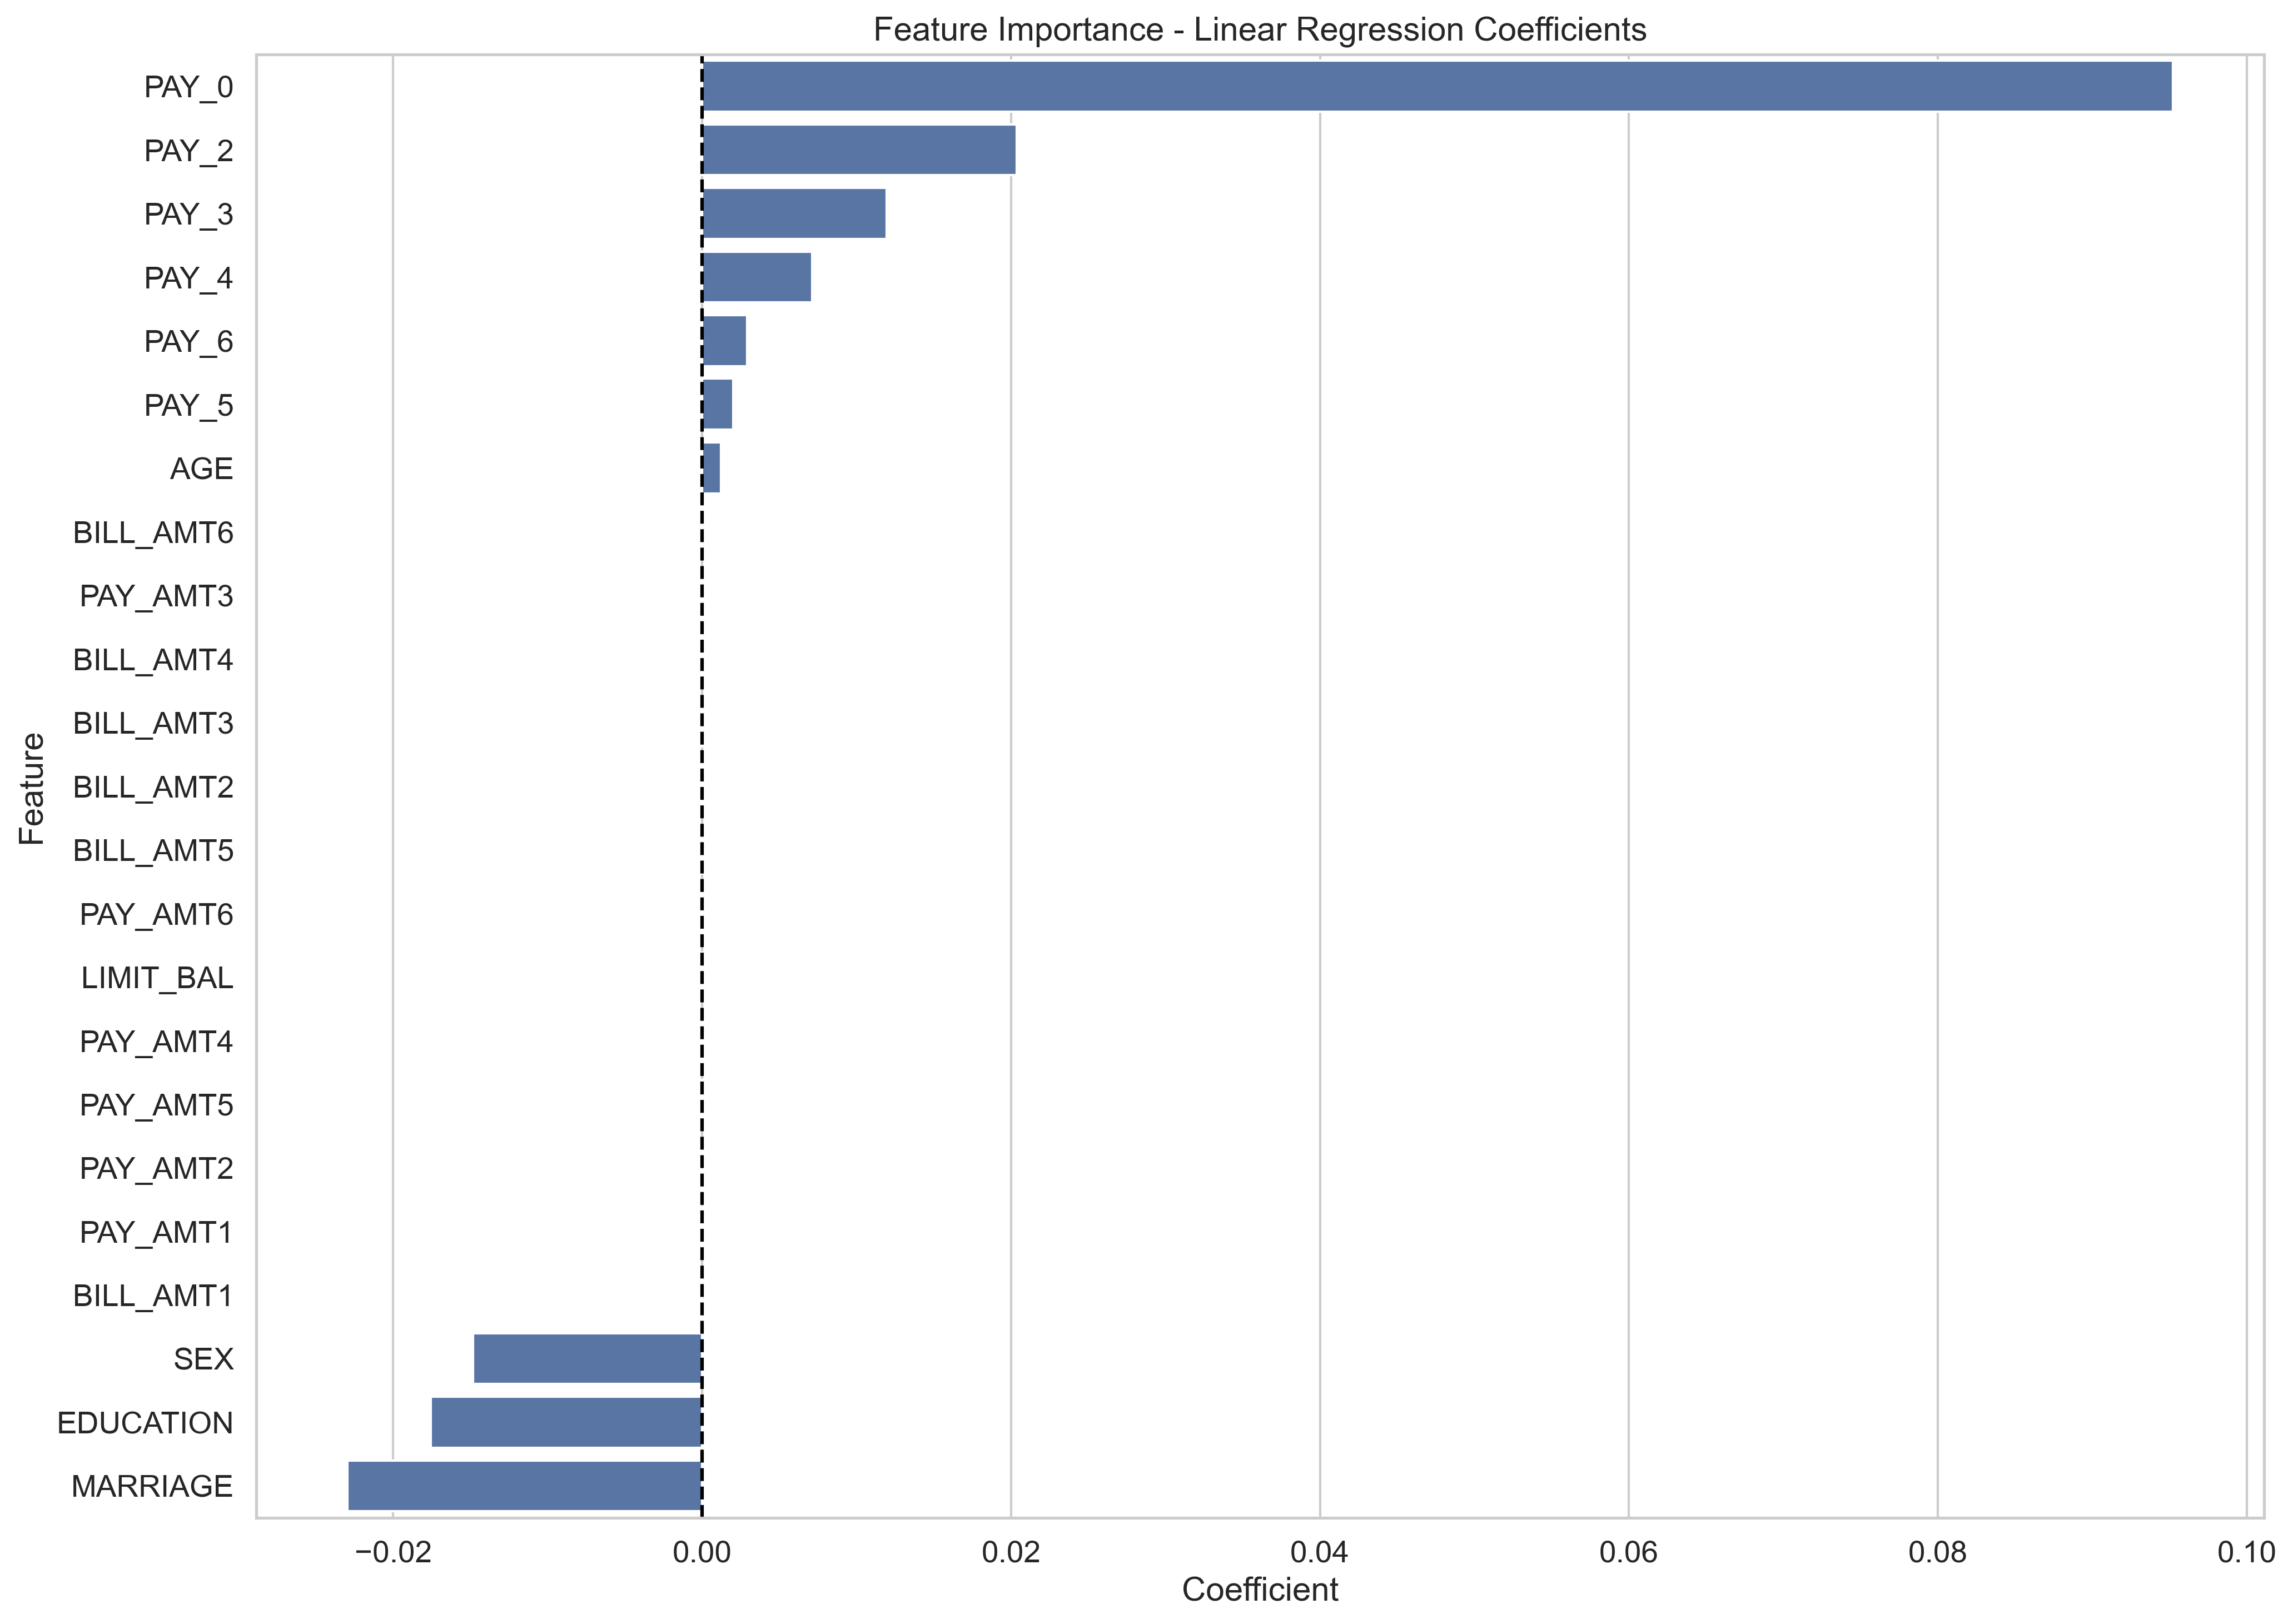 Feature Importance - Linear Regression Coefficients
PAY_0
PAY_2
PAY_3
PAY_4
PAY_6
PAY_5
AGE
BILL_AMT6
PAY_AMT3
BILL_AMT4
BILL_AMT3
BILL_AMT2
BILL_AMT5
PAY_AMT6
LIMIT_BAL
PAY_AMT4
PAY_AMT5
PAY_AMT2
PAY_AMT1
BILL_AMT1
SEX
EDUCATION
MARRIAGE
Feature
−0.02 0.00 0.02 0.04 0.06 0.08 0.10
Coefficient